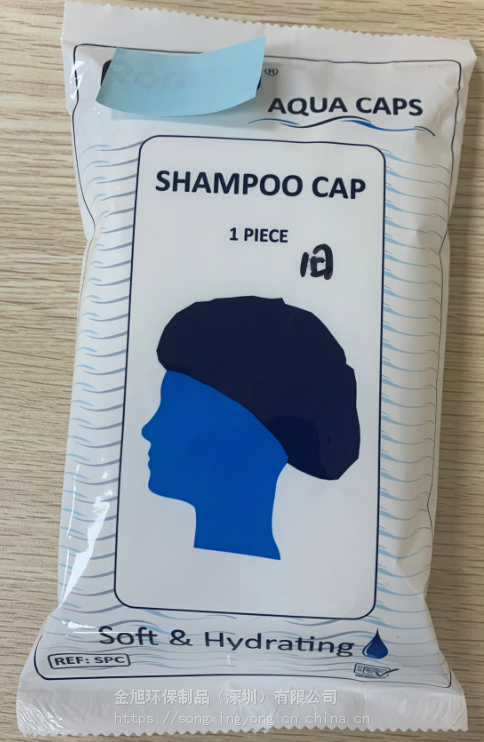 ®
AQUA CAPS
SHAMPOO CAP
1 PIECE
旧
Soft & Hydrating
REF: SPC
金旭环保制品（深圳）有限公司
https://songxingyong.cn.china.cn